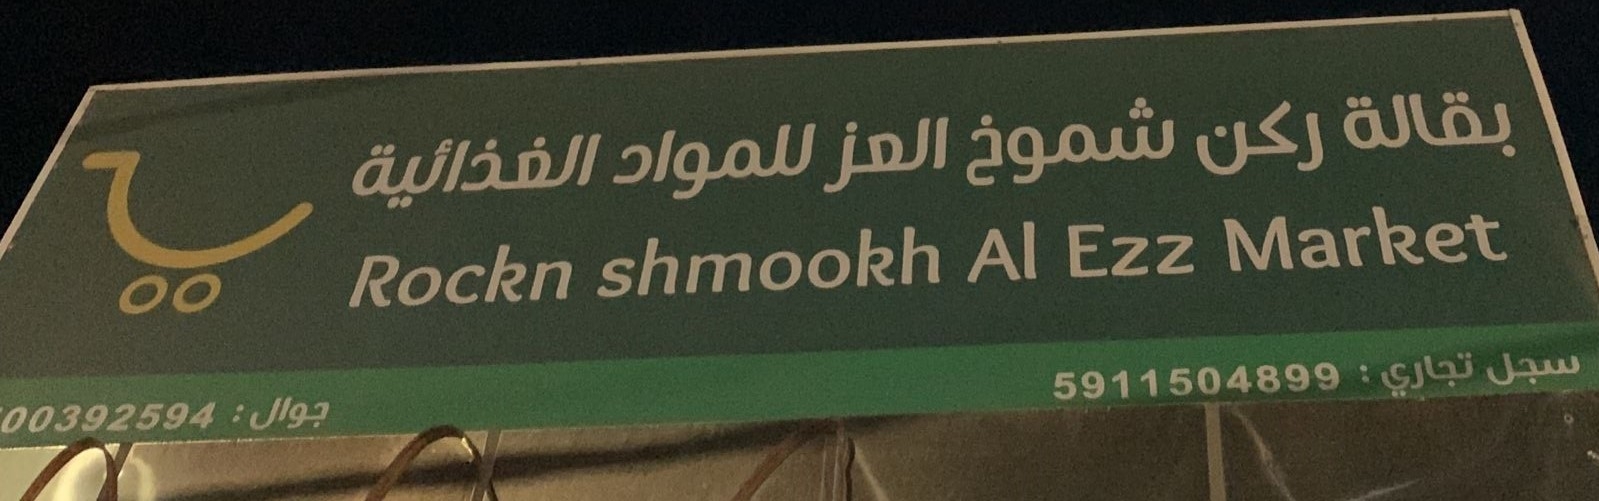 بقالة ركن شموخ العز للمواد الغذائية
Rockn shmookh Al Ezz Market
سجل تجاري : 5911504899
جوال :